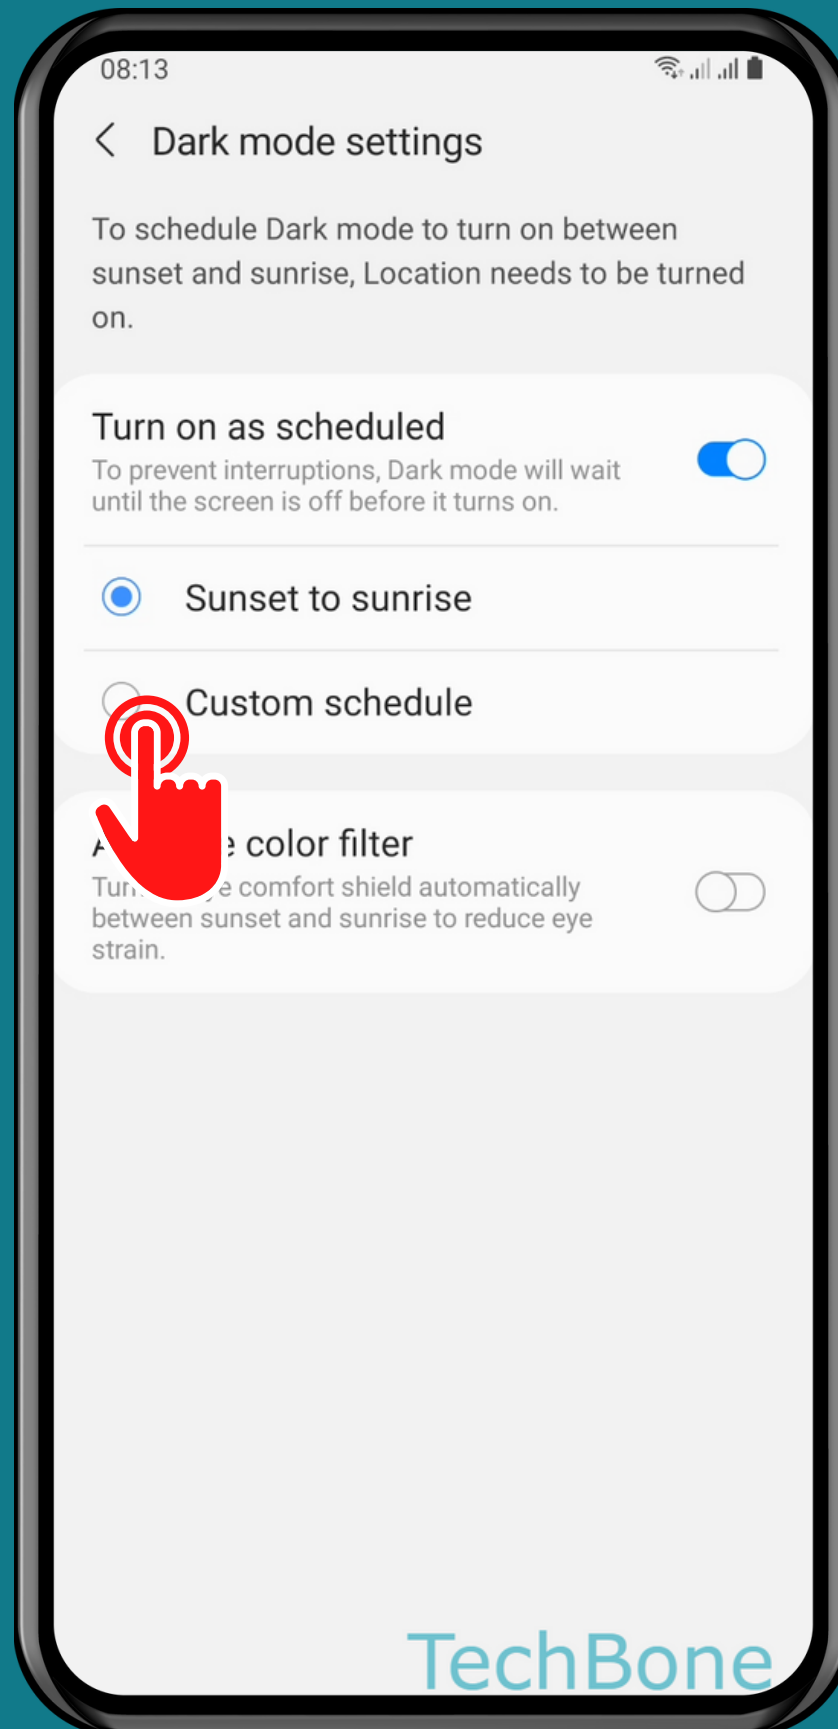 08:13
Dark mode settings
To schedule Dark mode to turn on between
sunset and sunrise, Location needs to be turned
on.
Turn on as scheduled
To prevent interruptions, Dark mode will wait
until the screen is off before it turns on.
Sunset to sunrise
Custom schedule
color filter
comfort shield automatically
between sunset and sunrise to reduce eye
strain.
TechBone